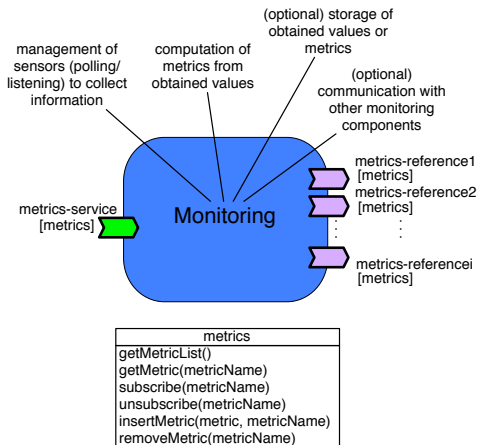 management of
sensors (polling/
listening) to collect
information
computation of
metrics from
obtained values
(optional) storage of
obtained values or
metrics
(optional)
communication with
other monitoring
components
metrics-service
[metrics]
Monitoring
metrics-reference1
[metrics]
metrics-reference2
[metrics]
metrics-referencei
[metrics]
metrics
getMetricList()
getMetric(metricName)
subscribe(metricName)
unsubscribe(metricName)
insertMetric(metric, metricName)
removeMetric(metricName)